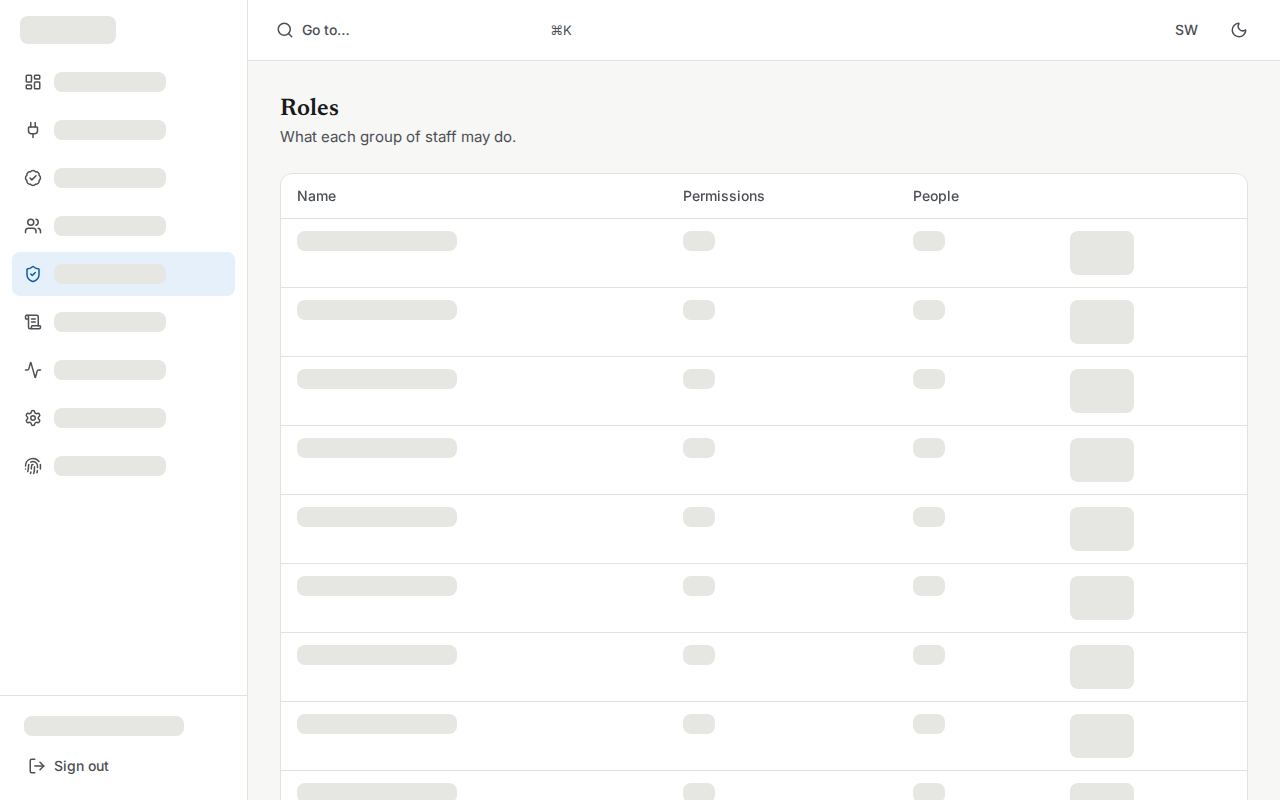 Go to...
⌘K
SW
Roles
What each group of staff may do.
Name
Permissions
People
Sign out